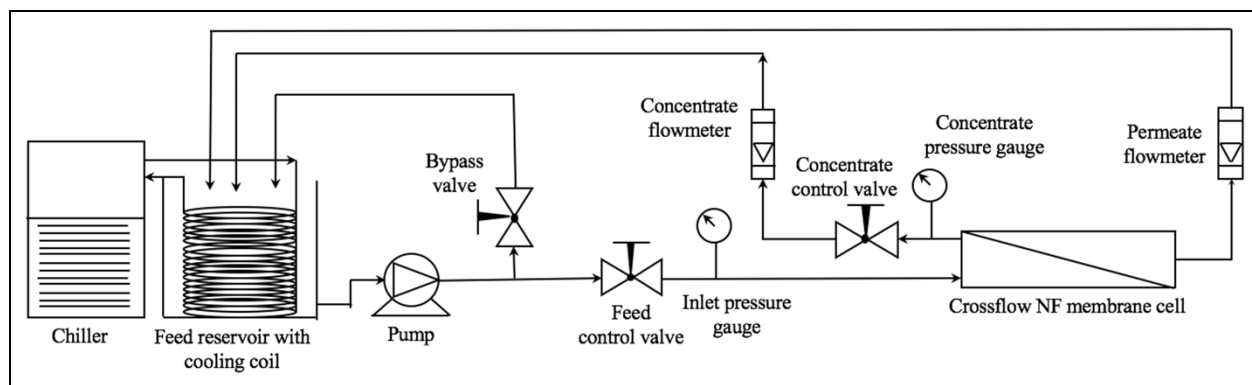 Concentrate
flowmeter
Concentrate
pressure gauge
Permeate
flowmeter
Bypass
valve
Concentrate
control valve
Chiller
Feed reservoir with
cooling coil
Pump
Feed
control valve
Inlet pressure
gauge
Crossflow NF membrane cell